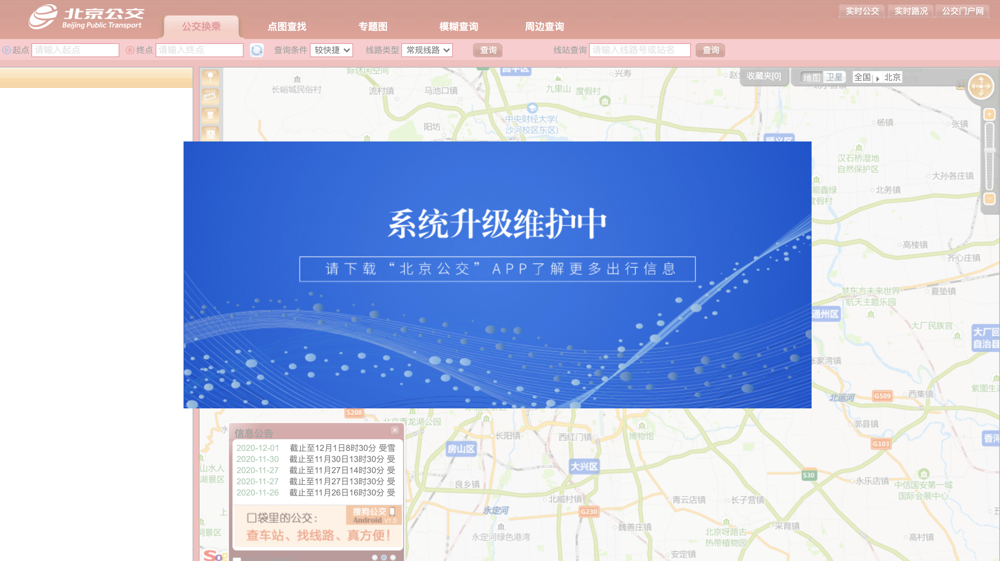 北京公交
Beijing Public Transport
实时公交
实时路况
公交门户网
公交换乘
点图查找
专题图
模糊查询
周边查询
起点
请输入起点
终点
请输入终点
查询条件
较快捷
线路类型
常规线路
查询
线站查询
请输入线路号或站名
查询
收藏夹[0]
地图
卫星
全国
北京
际休闲空间
昌平区
兴寿
长峪城民俗村
流村镇
马池口镇
九里山
度假村
中央财经大学(
沙河校区东区)
阳坊
杨镇
张镇
顺义区
汉石桥湿地
自然保护区
大孙各庄镇
顺鑫绿
度假村
北务镇
系统升级维护中
请下载“北京公交”APP了解更多出行信息
高楼镇
齐心庄镇
梦东方未来世界
航天主题乐园
夏垫镇
通州区
大厂民族宫
大厂回
自治县
张家湾镇
紫图生态
北运河
G509
西集镇
S208
北京青龙湖公园
漷县镇
长阳镇
西红门镇
博物馆
G103
香河
房山区
大兴区
S30
山水人
湖景区
良乡镇
永乐店镇
中信国安第一城
国际会展中心
北臧村镇
青云店镇
长子营镇
永定河
G230
魏善庄镇
采育镇
同景区
永定河绿色港湾
北京呀路古
热带植物园
高村镇
安定镇
信息公告
2020-12-01 截止至12月1日8时30分 受雪
2020-11-30 截止至11月30日13时30分 受
2020-11-27 截止至11月27日14时30分 受
2020-11-27 截止至11月27日13时30分 受
2020-11-26 截止至11月26日16时30分 受
口袋里的公交：
搜狗公交
Android V1.0
查车站、找线路、真方便！
Sog